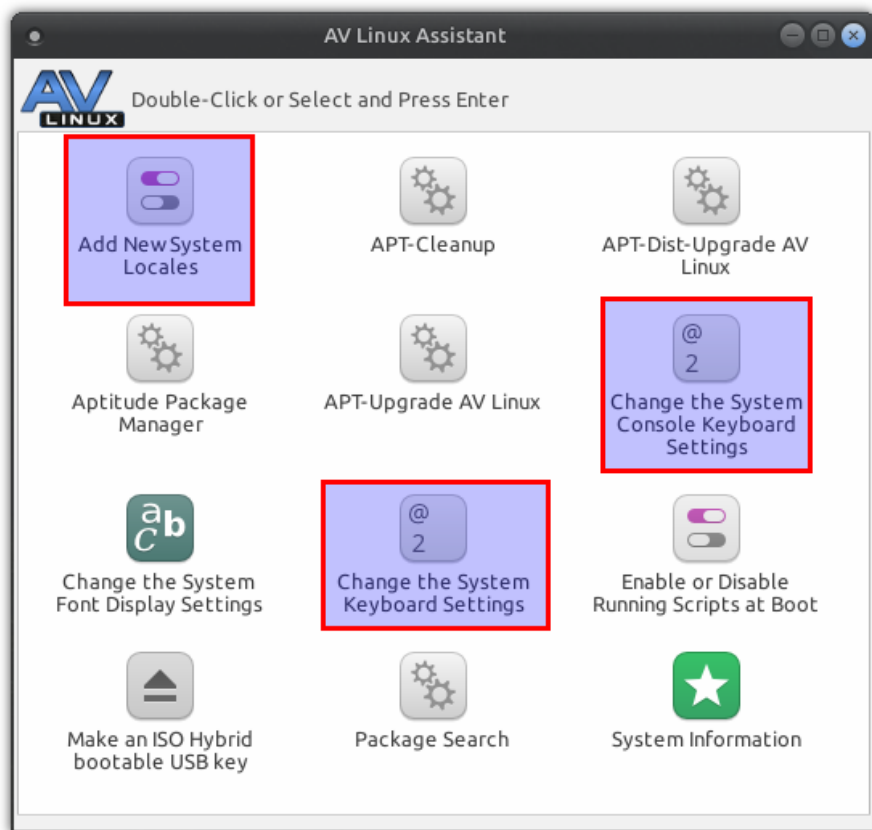 AV Linux Assistant
AV
LINUX
Double-Click or Select and Press Enter
Add New System
Locales
APT-Cleanup
APT-Dist-Upgrade AV
Linux
Aptitude Package
Manager
APT-Upgrade AV Linux
@
2
Change the System
Console Keyboard
Settings
a
b
c
Change the System
Font Display Settings
@
2
Change the System
Keyboard Settings
Enable or Disable
Running Scripts at Boot
Make an ISO Hybrid
bootable USB key
Package Search
System Information